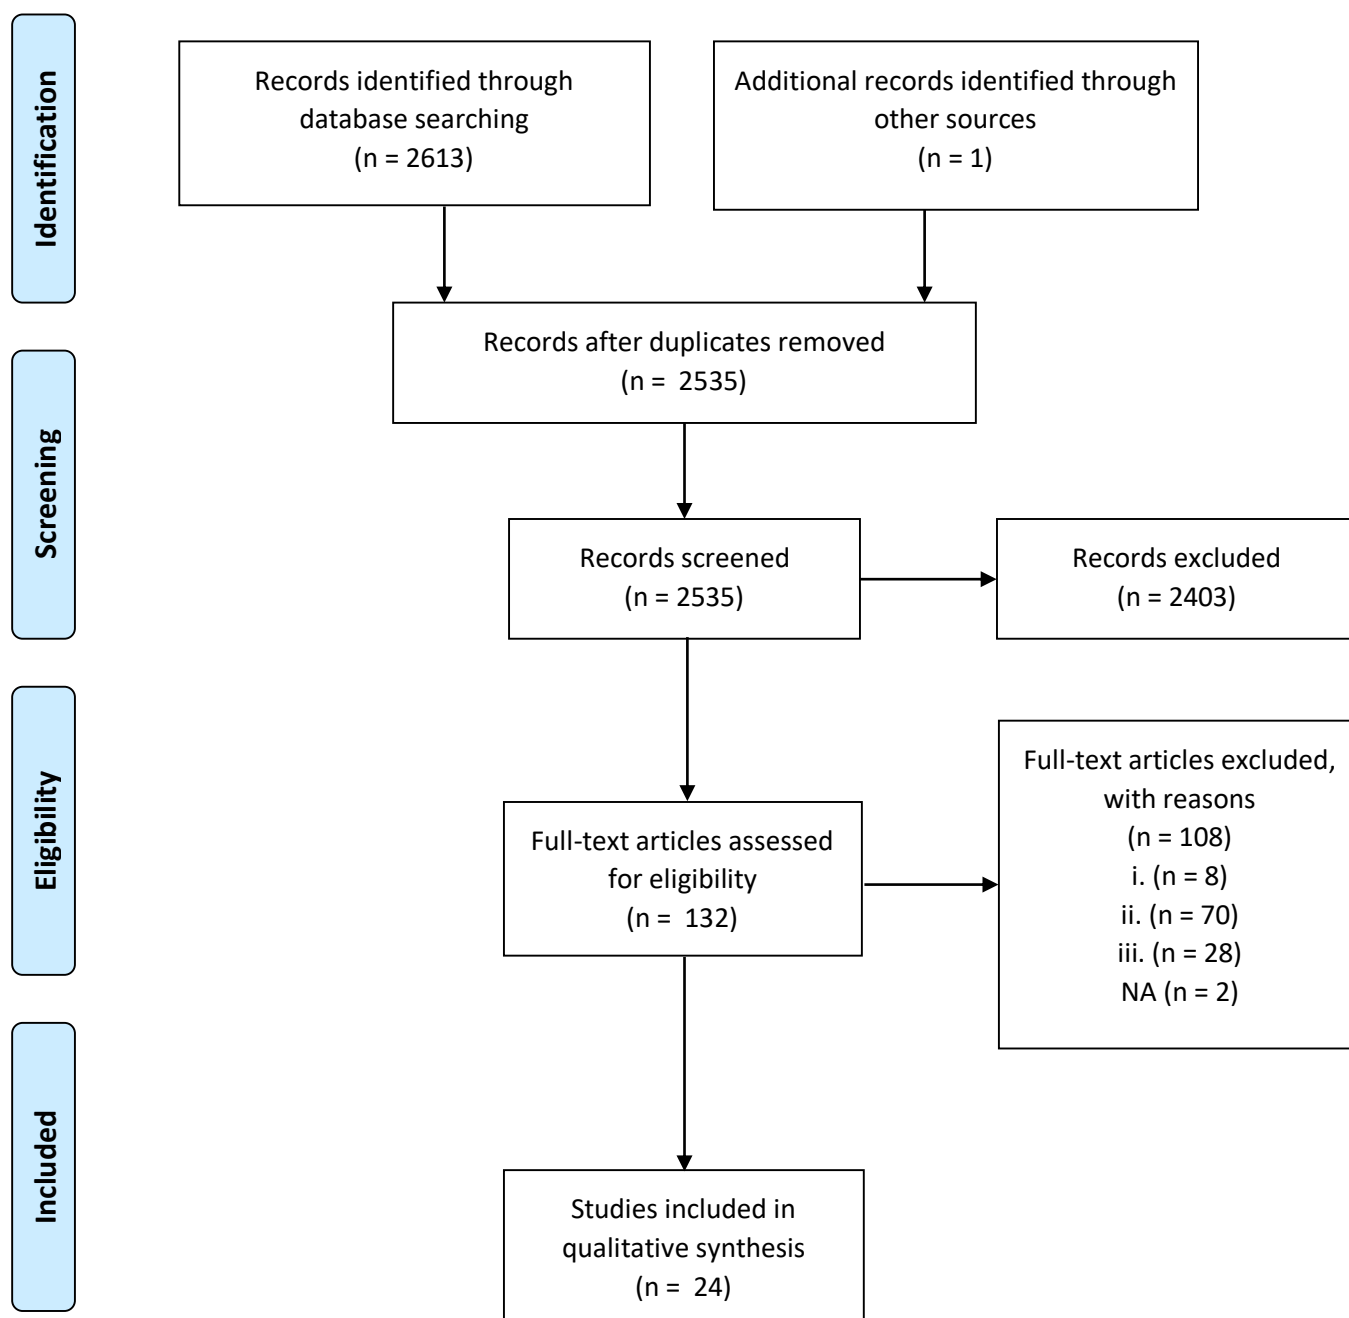 Identification
Records identified through
database searching
(n = 2613)
Additional records identified through
other sources
(n = 1)
Records after duplicates removed
(n =  2535)
Screening
Records screened
(n = 2535)
Records excluded
(n = 2403)
Eligibility
Full-text articles assessed
for eligibility
(n =  132)
Full-text articles excluded,
with reasons
(n = 108)
i. (n = 8)
ii. (n = 70)
iii. (n = 28)
NA (n = 2)
Included
Studies included in
qualitative synthesis
(n =  24)